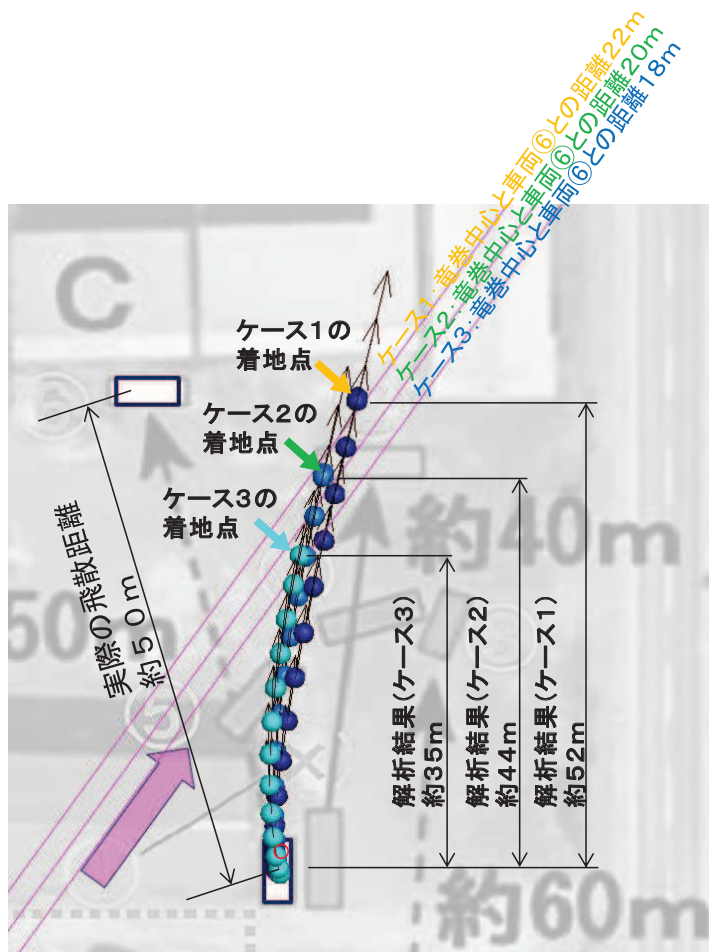 ケース1：竜巻中心と車両⑥との距離22m
ケース2：竜巻中心と車両⑥との距離20m
ケース3：竜巻中心と車両⑥との距離18m
C
ケース1の
着地点
⑥
ケース2の
着地点
ケース3の
着地点
約40m
実際の飛散距離
約50m
50m
⑤
解析結果(ケース3)
約35m
解析結果(ケース2)
約44m
解析結果(ケース1)
約52m
約60m